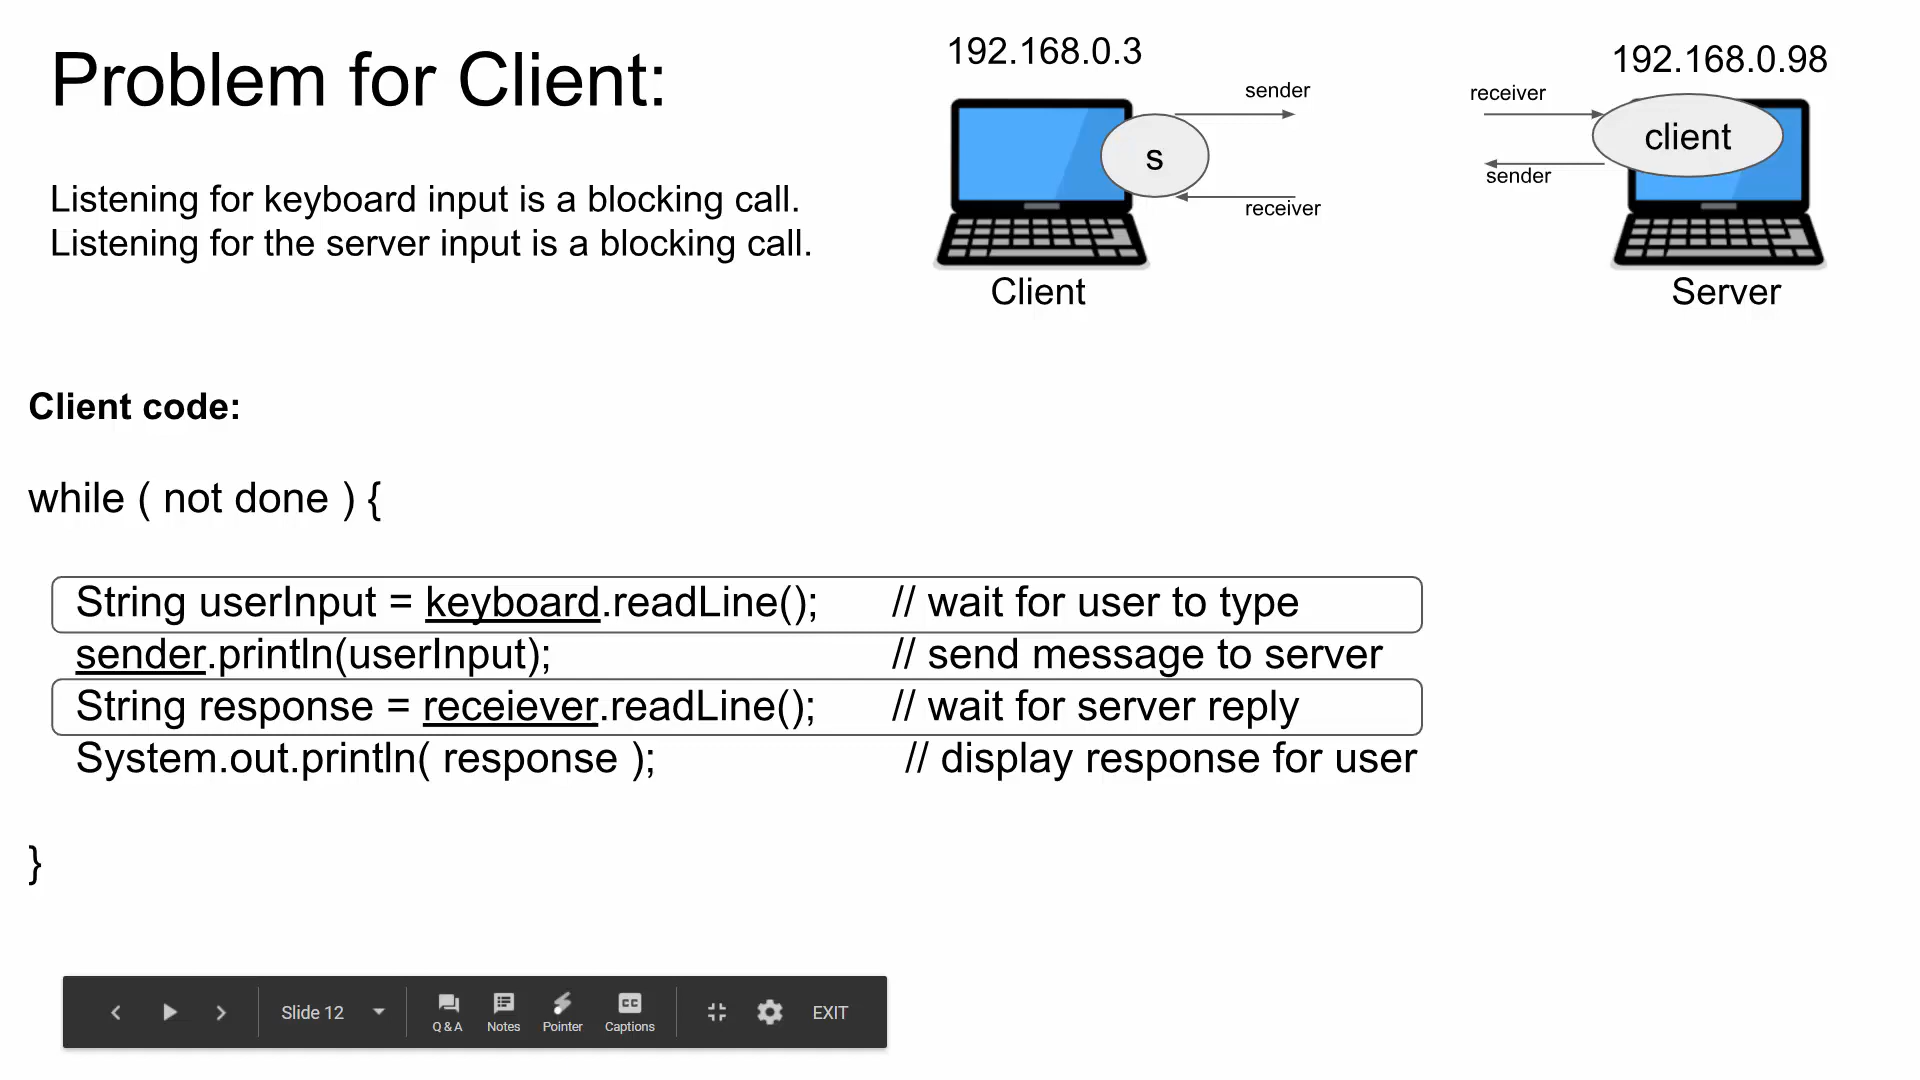 Problem for Client:
Listening for keyboard input is a blocking call.
Listening for the server input is a blocking call.
192.168.0.3
sender
s
receiver
Client
192.168.0.98
receiver
client
sender
Server
Client code:
while ( not done ) {
String userInput = keyboard.readLine(); // wait for user to type
sender.println(userInput); // send message to server
String response = receiever.readLine(); // wait for server reply
System.out.println( response ); // display response for user
}
Slide 12
Q & A
Notes
Pointer
CC
Captions
EXIT